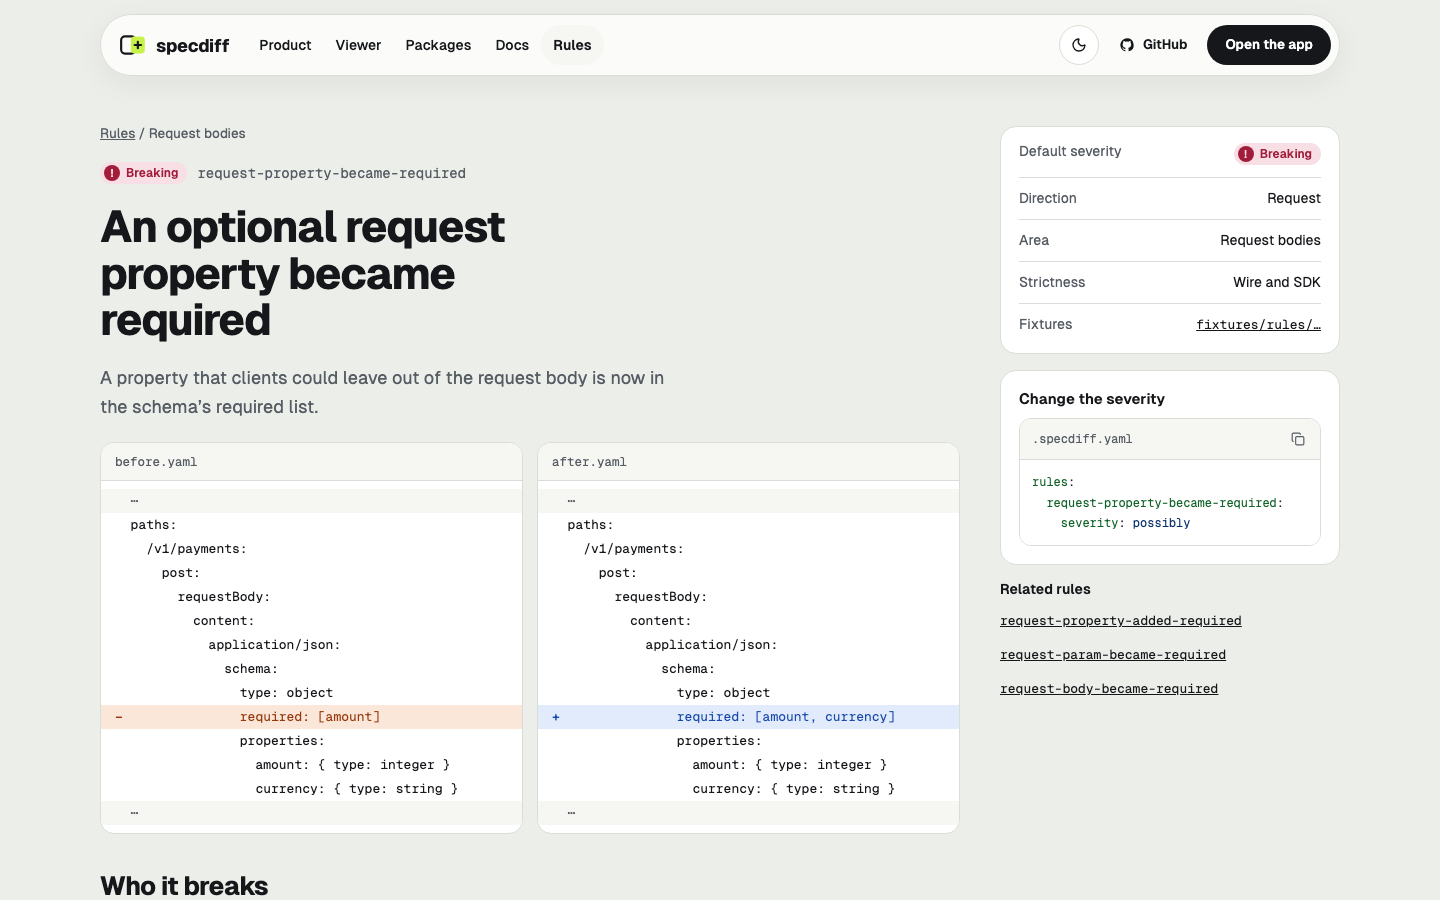 specdiff Product Viewer Packages Docs Rules GitHub Open the app
Rules / Request bodies
! Breaking request-property-became-required
An optional request
property became
required
A property that clients could leave out of the request body is now in
the schema’s required list.
before.yaml
…
paths:
/v1/payments:
post:
requestBody:
content:
application/json:
schema:
type: object
− required: [amount]
properties:
amount: { type: integer }
currency: { type: string }
…
after.yaml
…
paths:
/v1/payments:
post:
requestBody:
content:
application/json:
schema:
type: object
+ required: [amount, currency]
properties:
amount: { type: integer }
currency: { type: string }
…
Who it breaks
Default severity ! Breaking
Direction Request
Area Request bodies
Strictness Wire and SDK
Fixtures fixtures/rules/…
Change the severity
.specdiff.yaml
rules:
request-property-became-required:
severity: possibly
Related rules
request-property-added-required
request-param-became-required
request-body-became-required